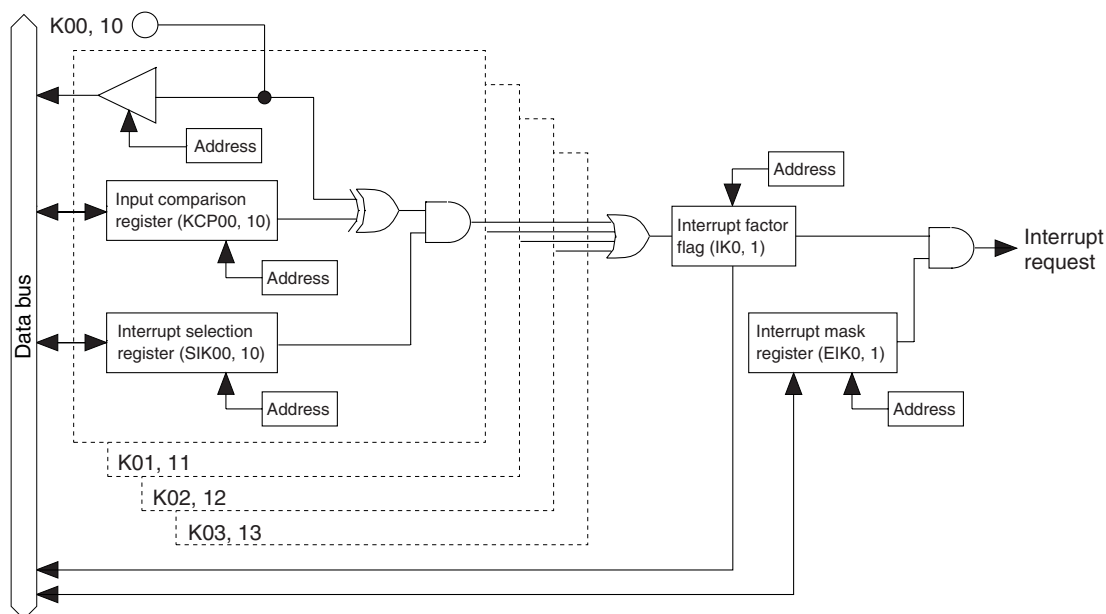 K00, 10
Address
Input comparison
register (KCP00, 10)
Address
Interrupt selection
register (SIK00, 10)
Address
K01, 11
K02, 12
K03, 13
Data bus
Address
Interrupt factor
flag (IK0, 1)
Interrupt
request
Interrupt mask
register (EIK0, 1)
Address